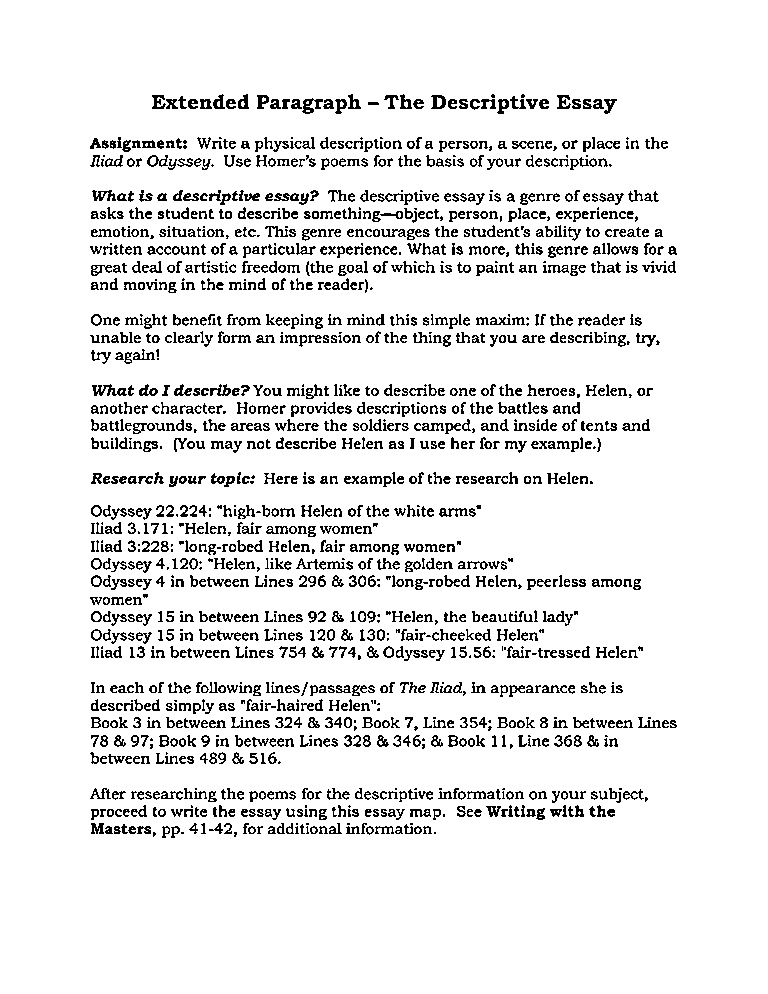 Extended Paragraph – The Descriptive Essay
Assignment: Write a physical description of a person, a scene, or place in the
Iliad or Odyssey. Use Homer's poems for the basis of your description.
What is a descriptive essay? The descriptive essay is a genre of essay that
asks the student to describe something—object, person, place, experience,
emotion, situation, etc. This genre encourages the student's ability to create a
written account of a particular experience. What is more, this genre allows for a
great deal of artistic freedom (the goal of which is to paint an image that is vivid
and moving in the mind of the reader).
One might benefit from keeping in mind this simple maxim: If the reader is
unable to clearly form an impression of the thing that you are describing, try,
try again!
What do I describe? You might like to describe one of the heroes, Helen, or
another character. Homer provides descriptions of the battles and
battlegrounds, the areas where the soldiers camped, and inside of tents and
buildings. (You may not describe Helen as I use her for my example.)
Research your topic: Here is an example of the research on Helen.
Odyssey 22.224: "high-born Helen of the white arms"
Iliad 3.171: "Helen, fair among women"
Iliad 3:228: "long-robed Helen, fair among women"
Odyssey 4.120: "Helen, like Artemis of the golden arrows"
Odyssey 4 in between Lines 296 & 306: "long-robed Helen, peerless among
women"
Odyssey 15 in between Lines 92 & 109: "Helen, the beautiful lady"
Odyssey 15 in between Lines 120 & 130: "fair-cheeked Helen"
Iliad 13 in between Lines 754 & 774, & Odyssey 15.56: "fair-tressed Helen"
In each of the following lines/passages of The Iliad, in appearance she is
described simply as "fair-haired Helen":
Book 3 in between Lines 324 & 340; Book 7, Line 354; Book 8 in between Lines
78 & 97; Book 9 in between Lines 328 & 346; & Book 11, Line 368 & in
between Lines 489 & 516.
After researching the poems for the descriptive information on your subject,
proceed to write the essay using this essay map. See Writing with the
Masters, pp. 41-42, for additional information.